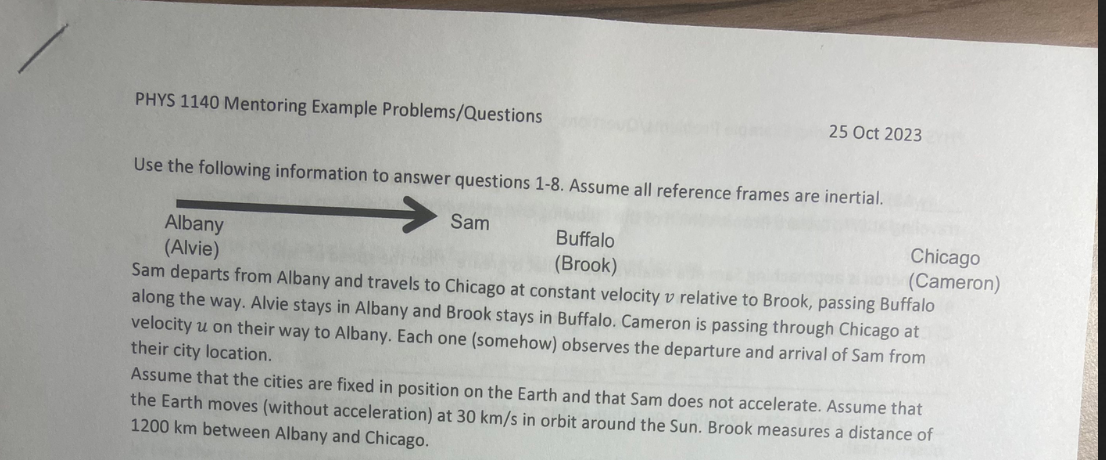 PHYS 1140 Mentoring Example Problems/Questions
25 Oct 2023
Use the following information to answer questions 1-8. Assume all reference frames are inertial.
Albany
(Alvie)
Sam
Buffalo
(Brook)
Chicago
(Cameron)
Sam departs from Albany and travels to Chicago at constant velocity v relative to Brook, passing Buffalo
along the way. Alvie stays in Albany and Brook stays in Buffalo. Cameron is passing through Chicago at
velocity u on their way to Albany. Each one (somehow) observes the departure and arrival of Sam from
their city location.
Assume that the cities are fixed in position on the Earth and that Sam does not accelerate. Assume that
the Earth moves (without acceleration) at 30 km/s in orbit around the Sun. Brook measures a distance of
1200 km between Albany and Chicago.